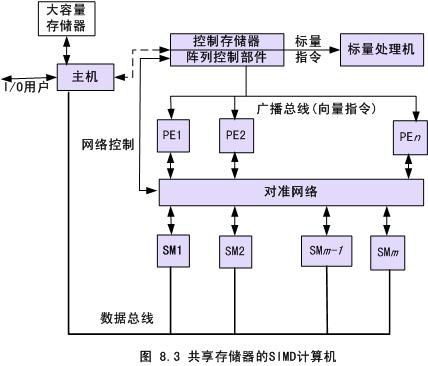 大容量
存储器
主机
I/O用户
控制存储器
阵列控制部件
标量
指令
标量处理机
广播总线(向量指令)
网络控制
PE1
PE2
PEn
对准网络
SM1
SM2
SMm-1
SMm
数据总线
图 8.3 共享存储器的SIMD计算机